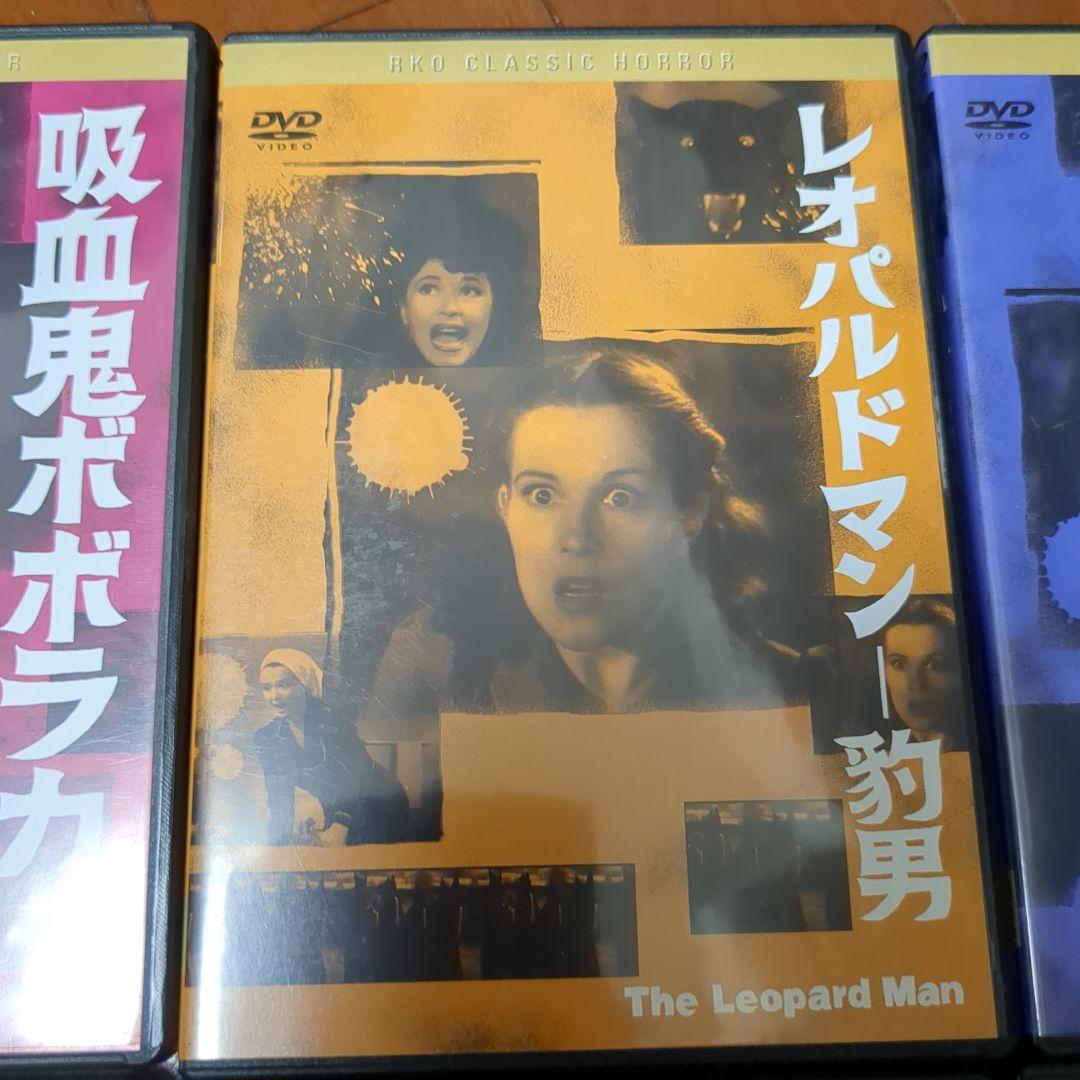 R
吸血鬼ボボラカ
RKO CLASSIC HORROR
DVD
VIDEO
レオパルドマン―豹男
The Leopard Man
DVD
VIDEO